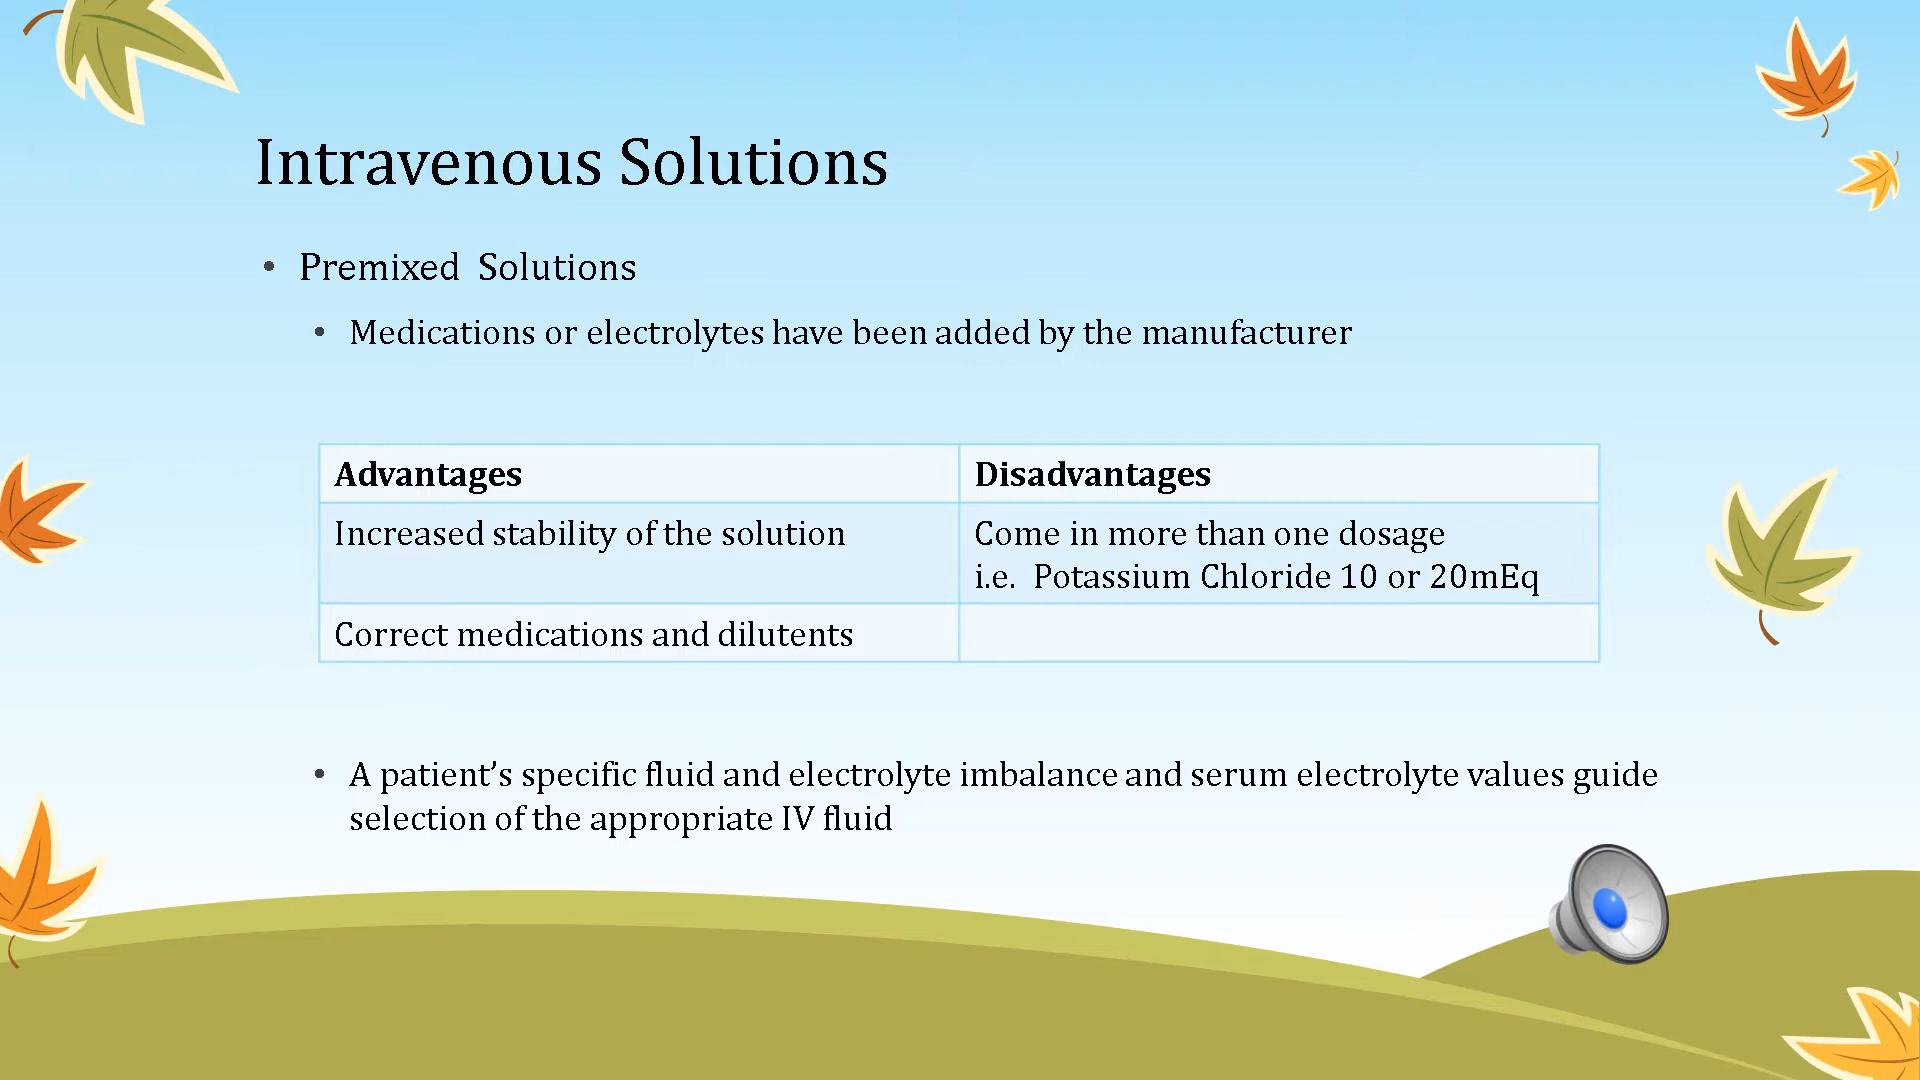 Intravenous Solutions
• Premixed Solutions
• Medications or electrolytes have been added by the manufacturer
Advantages
Disadvantages
Increased stability of the solution
Come in more than one dosage
i.e. Potassium Chloride 10 or 20mEq
Correct medications and dilutents
• A patient’s specific fluid and electrolyte imbalance and serum electrolyte values guide
selection of the appropriate IV fluid